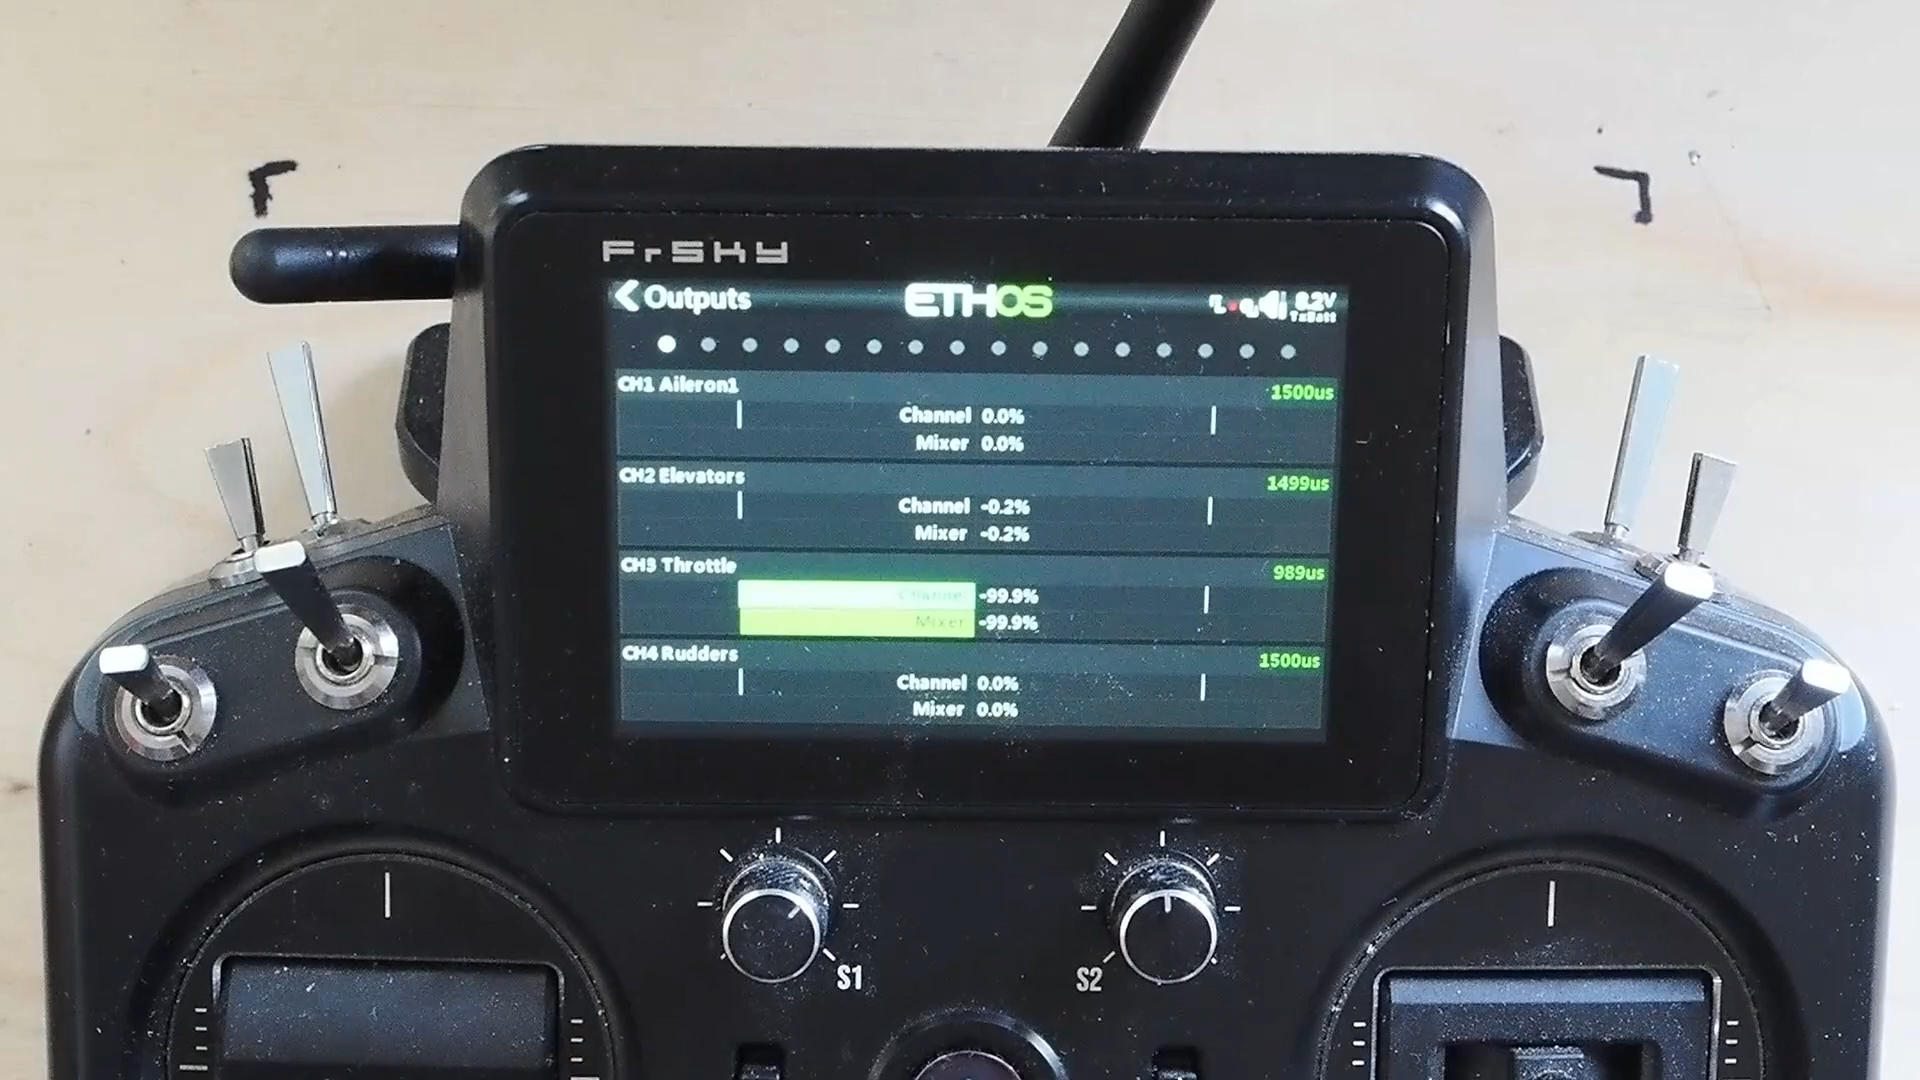 FrSKY
Outputs
ETHOS
8.2V
TxBatt
CH1 Aileron1
1500us
Channel 0.0%
Mixer 0.0%
CH2 Elevators
1499us
Channel -0.2%
Mixer -0.2%
CH3 Throttle
989us
Channel -99.9%
Mixer -99.9%
CH4 Rudders
1500us
Channel 0.0%
Mixer 0.0%
S1
S2